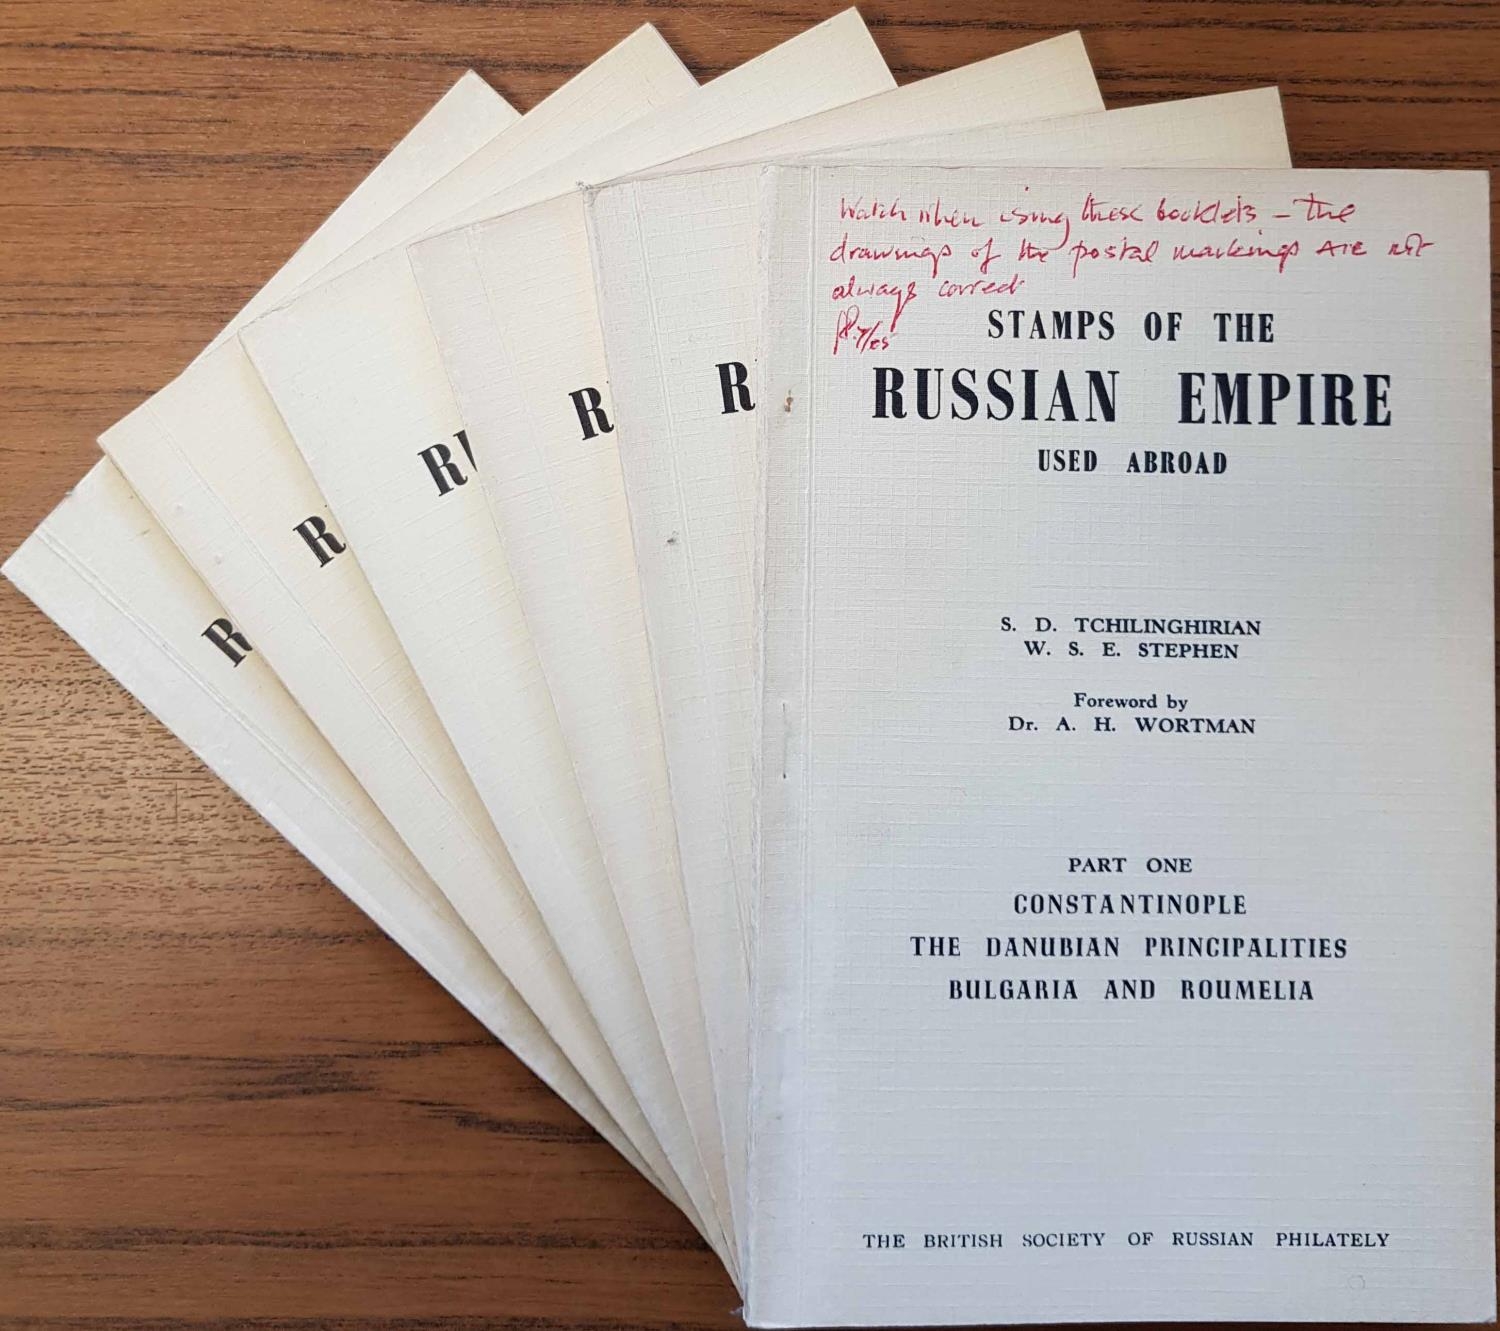 Watch when using these booklets - The
drawings of the postal markings ARE not
always correct
STAMPS OF THE
RUSSIAN EMPIRE
USED ABROAD
S. D. TCHILINGHIRIAN
W. S. E. STEPHEN
Foreword by
Dr. A. H. WORTMAN
PART ONE
CONSTANTINOPLE
THE DANUBIAN PRINCIPALITIES
BULGARIA AND ROUMELIA
THE BRITISH SOCIETY OF RUSSIAN PHILATELY
R
R
RU
R
R